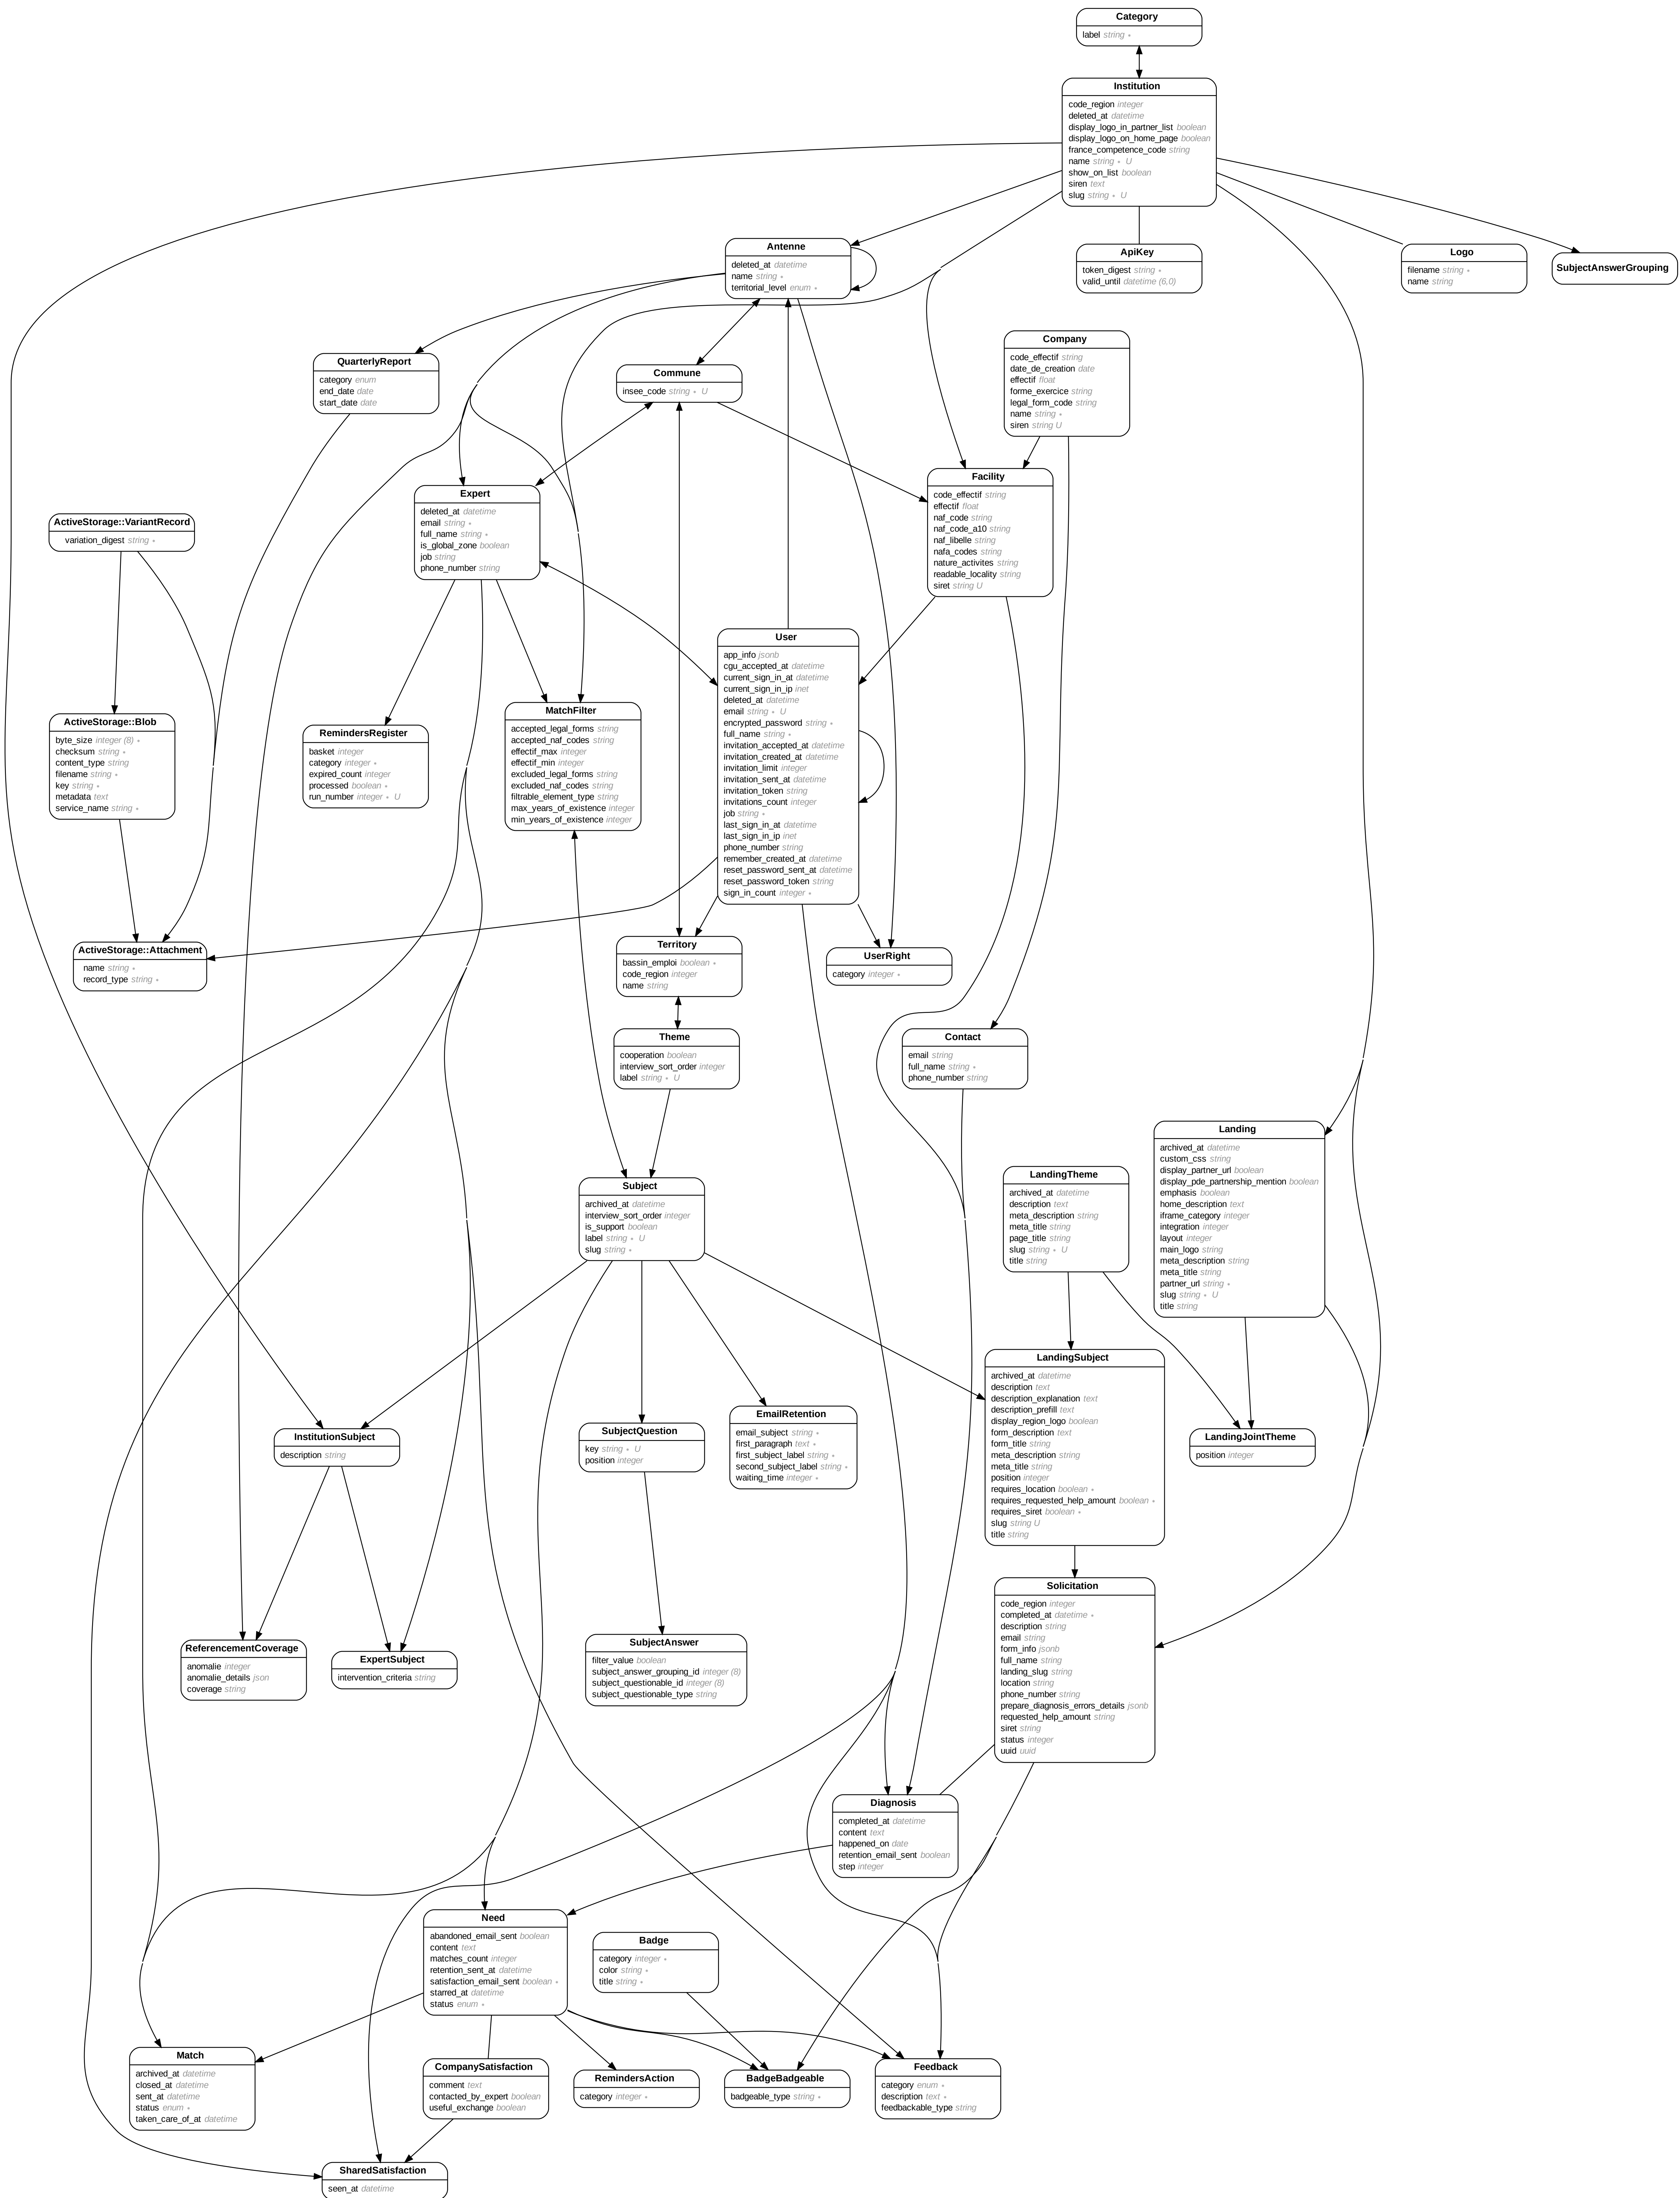 Category
label string ∗
Institution
code_region integer
deleted_at datetime
display_logo_in_partner_list boolean
display_logo_on_home_page boolean
france_competence_code string
name string ∗ U
show_on_list boolean
siren text
slug string ∗ U
Antenne
deleted_at datetime
name string ∗
territorial_level enum ∗
ApiKey
token_digest string ∗
valid_until datetime (6,0)
Logo
filename string ∗
name string
SubjectAnswerGrouping
Company
code_effectif string
date_de_creation date
effectif float
forme_exercice string
legal_form_code string
name string ∗
siren string U
QuarterlyReport
category enum
end_date date
start_date date
Commune
insee_code string ∗ U
Facility
code_effectif string
effectif float
naf_code string
naf_code_a10 string
naf_libelle string
nafa_codes string
nature_activites string
readable_locality string
siret string U
Expert
deleted_at datetime
email string ∗
full_name string ∗
is_global_zone boolean
job string
phone_number string
ActiveStorage::VariantRecord
variation_digest string ∗
User
app_info jsonb
cgu_accepted_at datetime
current_sign_in_at datetime
current_sign_in_ip inet
deleted_at datetime
email string ∗ U
encrypted_password string ∗
full_name string ∗
invitation_accepted_at datetime
invitation_created_at datetime
invitation_limit integer
invitation_sent_at datetime
invitation_token string
invitations_count integer
job string ∗
last_sign_in_at datetime
last_sign_in_ip inet
phone_number string
remember_created_at datetime
reset_password_sent_at datetime
reset_password_token string
sign_in_count integer ∗
MatchFilter
accepted_legal_forms string
accepted_naf_codes string
effectif_max integer
effectif_min integer
excluded_legal_forms string
excluded_naf_codes string
filtrable_element_type string
max_years_of_existence integer
min_years_of_existence integer
ActiveStorage::Blob
byte_size integer (8) ∗
checksum string ∗
content_type string
filename string ∗
key string ∗
metadata text
service_name string ∗
RemindersRegister
basket integer
category integer ∗
expired_count integer
processed boolean ∗
run_number integer ∗ U
ActiveStorage::Attachment
name string ∗
record_type string ∗
Territory
bassin_emploi boolean ∗
code_region integer
name string
UserRight
category integer ∗
Theme
cooperation boolean
interview_sort_order integer
label string ∗ U
Contact
email string
full_name string ∗
phone_number string
Landing
archived_at datetime
custom_css string
display_partner_url boolean
display_pde_partnership_mention boolean
emphasis boolean
home_description text
iframe_category integer
integration integer
layout integer
main_logo string
meta_description string
meta_title string
partner_url string ∗
slug string ∗ U
title string
LandingTheme
archived_at datetime
description text
meta_description string
meta_title string
page_title string
slug string ∗ U
title string
Subject
archived_at datetime
interview_sort_order integer
is_support boolean
label string ∗ U
slug string ∗
LandingSubject
archived_at datetime
description text
description_explanation text
description_prefill text
display_region_logo boolean
form_description text
form_title string
meta_description string
meta_title string
position integer
requires_location boolean ∗
requires_requested_help_amount boolean ∗
requires_siret boolean ∗
slug string U
title string
EmailRetention
email_subject string ∗
first_paragraph text ∗
first_subject_label string ∗
second_subject_label string ∗
waiting_time integer ∗
SubjectQuestion
key string ∗ U
position integer
InstitutionSubject
description string
LandingJointTheme
position integer
Solicitation
code_region integer
completed_at datetime ∗
description string
email string
form_info jsonb
full_name string
landing_slug string
location string
phone_number string
prepare_diagnosis_errors_details jsonb
requested_help_amount string
siret string
status integer
uuid uuid
SubjectAnswer
filter_value boolean
subject_answer_grouping_id integer (8)
subject_questionable_id integer (8)
subject_questionable_type string
ReferencementCoverage
anomalie integer
anomalie_details json
coverage string
ExpertSubject
intervention_criteria string
Diagnosis
completed_at datetime
content text
happened_on date
retention_email_sent boolean
step integer
Need
abandoned_email_sent boolean
content text
matches_count integer
retention_sent_at datetime
satisfaction_email_sent boolean ∗
starred_at datetime
status enum ∗
Badge
category integer ∗
color string ∗
title string ∗
Match
archived_at datetime
closed_at datetime
sent_at datetime
status enum ∗
taken_care_of_at datetime
CompanySatisfaction
comment text
contacted_by_expert boolean
useful_exchange boolean
RemindersAction
category integer ∗
BadgeBadgeable
badgeable_type string ∗
Feedback
category enum ∗
description text ∗
feedbackable_type string
SharedSatisfaction
seen_at datetime